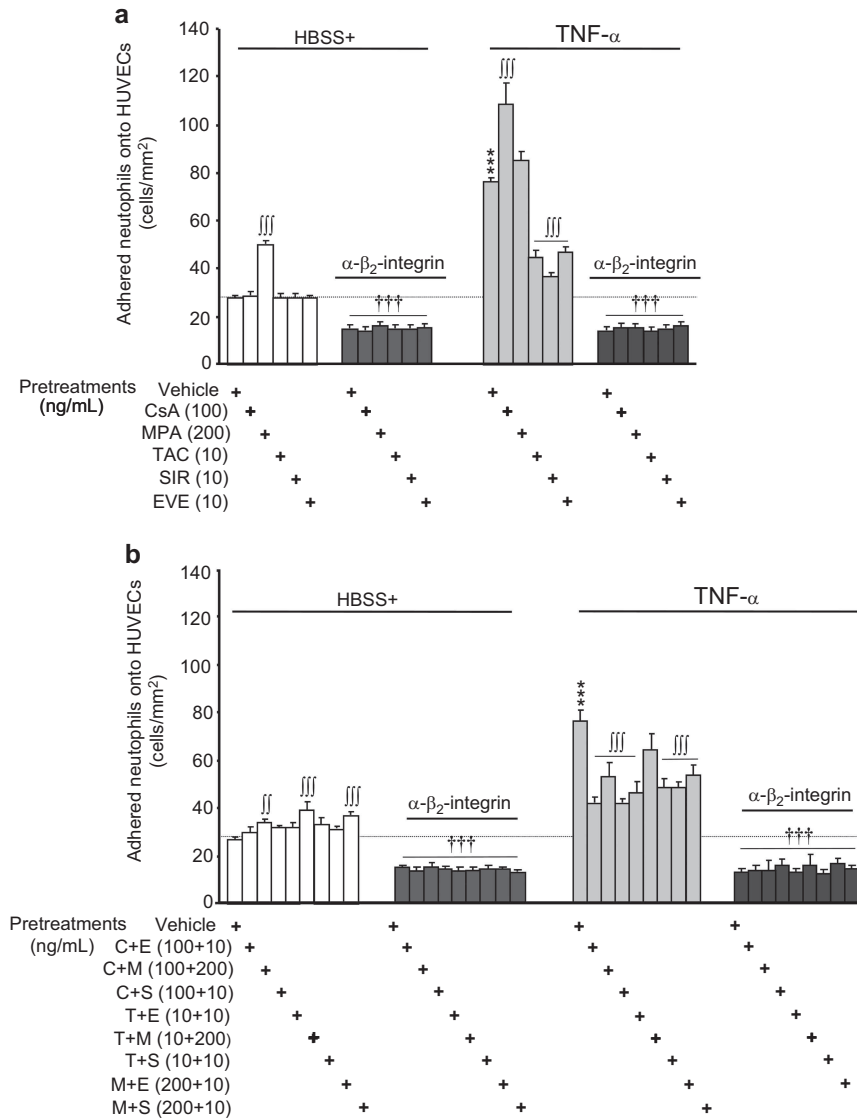 a
HBSS+
TNF-α
140
120
100
80
60
40
20
0
Adhered neutophils onto HUVECs
(cells/mm2)
∫∫∫
α-β2-integrin
†††
***
∫∫∫
∫∫∫
α-β2-integrin
†††
Pretreatments
(ng/mL)
Vehicle + + + +
CsA (100) + + + +
MPA (200) + + + +
TAC (10) + + + +
SIR (10) + + + +
EVE (10) + + + +
b
HBSS+
TNF-α
140
120
100
80
60
40
20
0
Adhered neutophils onto HUVECs
(cells/mm2)
∫∫
∫∫∫
∫∫∫
α-β2-integrin
†††
***
∫∫∫
∫∫∫
α-β2-integrin
†††
Pretreatments
(ng/mL)
Vehicle + + + +
C+E (100+10) + + + +
C+M (100+200) + + + +
C+S (100+10) + + + +
T+E (10+10) + + + +
T+M (10+200) + + + +
T+S (10+10) + + + +
M+E (200+10) + + + +
M+S (200+10) + + +